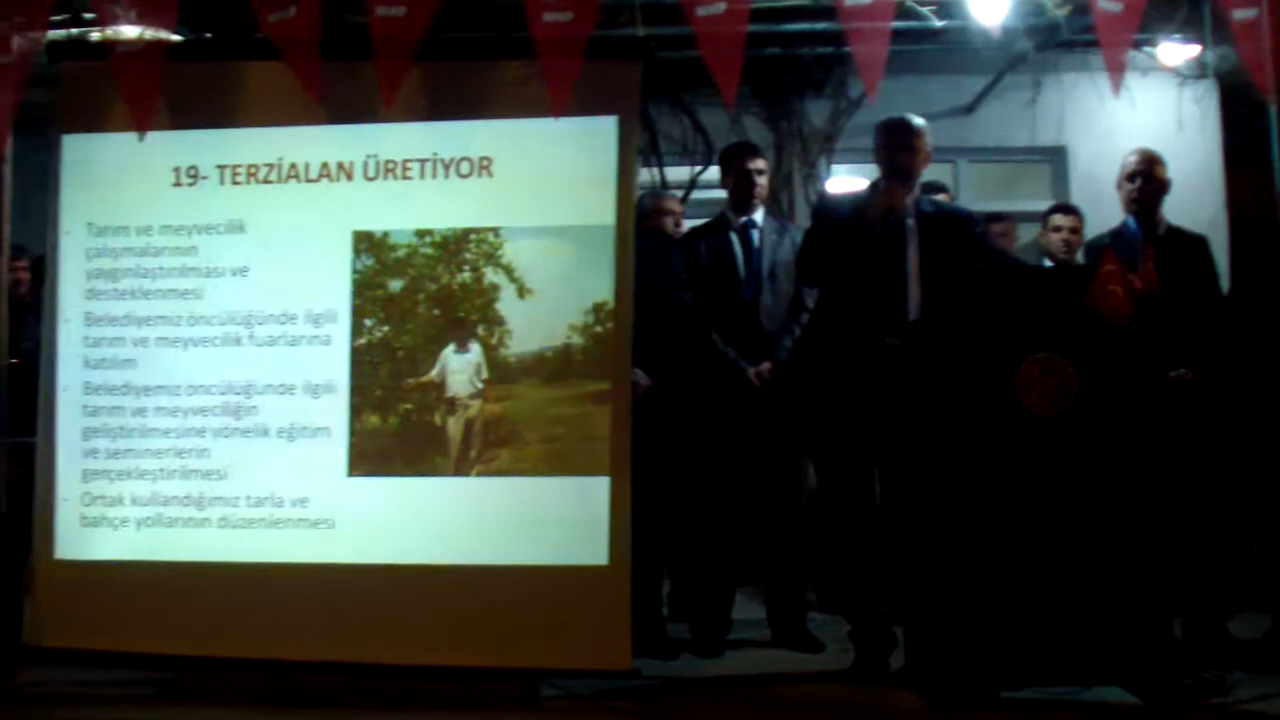 19- TERZİALAN ÜRETİYOR
- Tarım ve meyvecilik
çalışmalarının
yaygınlaştırılması ve
desteklenmesi
- Belediyemiz öncülüğünde ilgili
tarım ve meyvecilik fuarlarına
katılım
- Belediyemiz öncülüğünde ilgili
tarım ve meyveciliğin
geliştirilmesine yönelik eğitim
ve seminerlerin
gerçekleştirilmesi
- Ortak kullandığımız tarla ve
bahçe yollarının düzenlenmesi